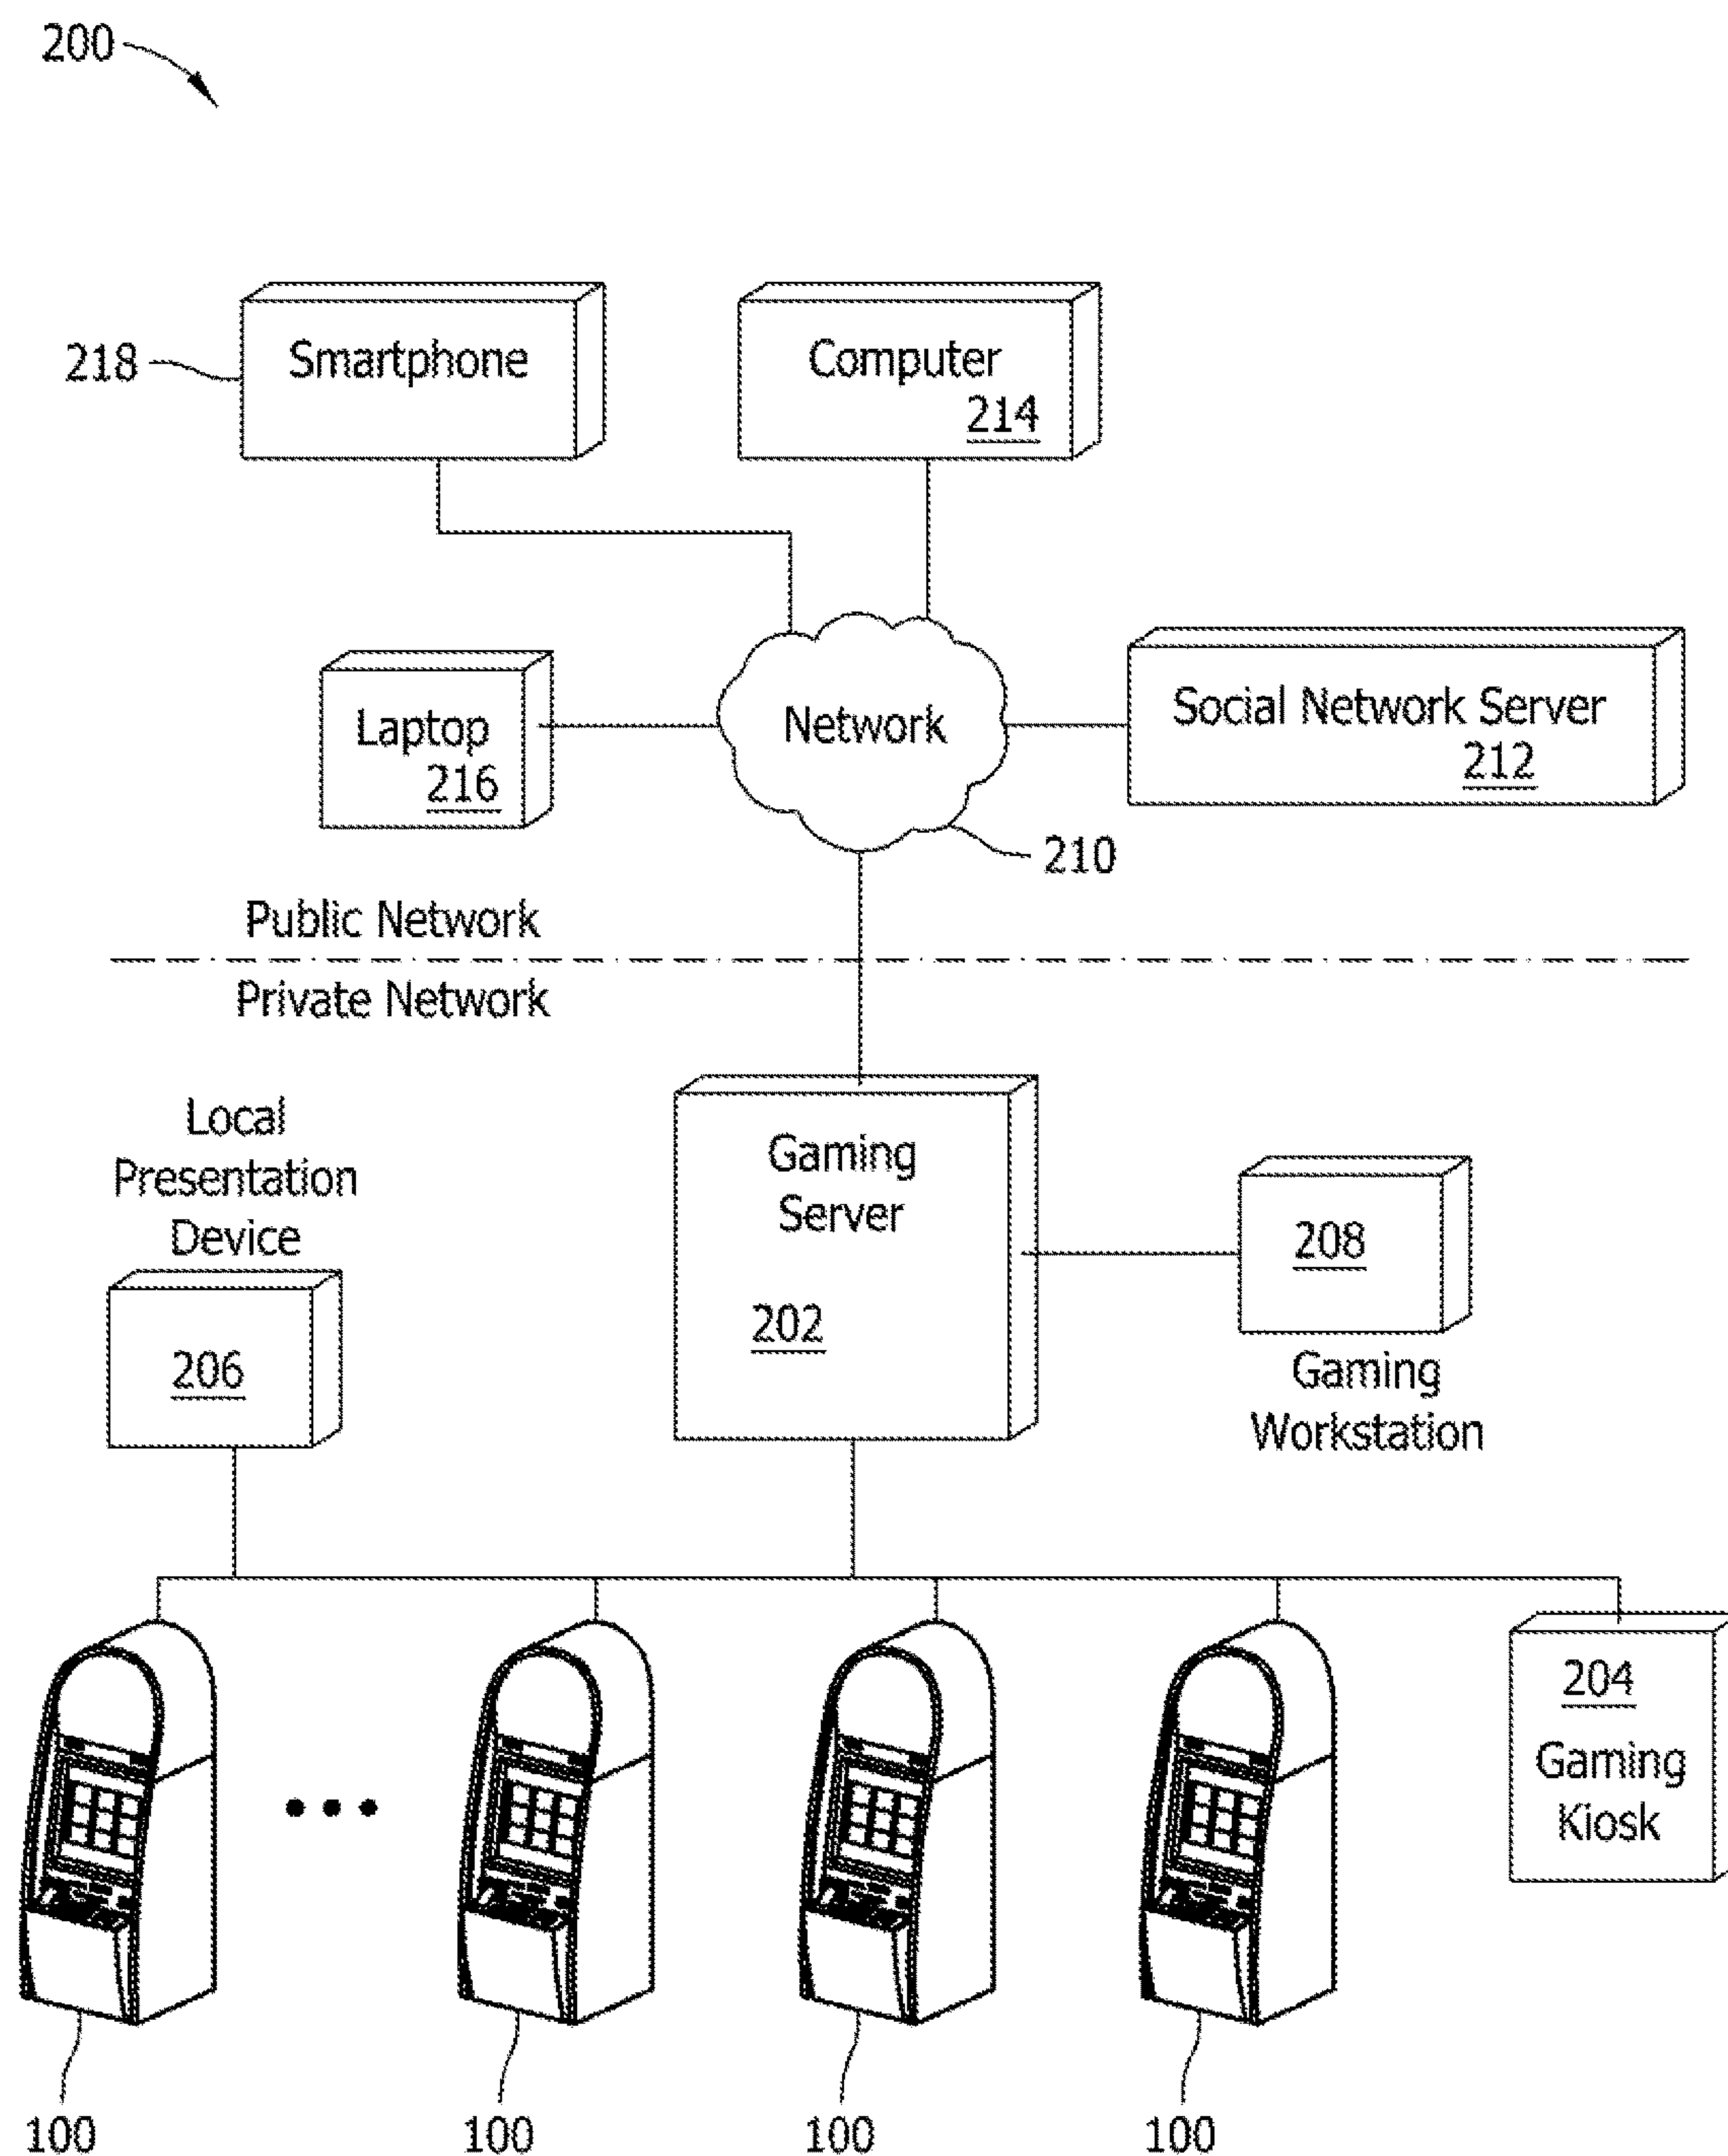 200
218
Smartphone
Computer
214
Laptop
216
Network
Social Network Server
212
210
Public Network
Private Network
Local
Presentation
Device
206
Gaming
Server
202
208
Gaming
Workstation
204
Gaming
Kiosk
100
100
100
100